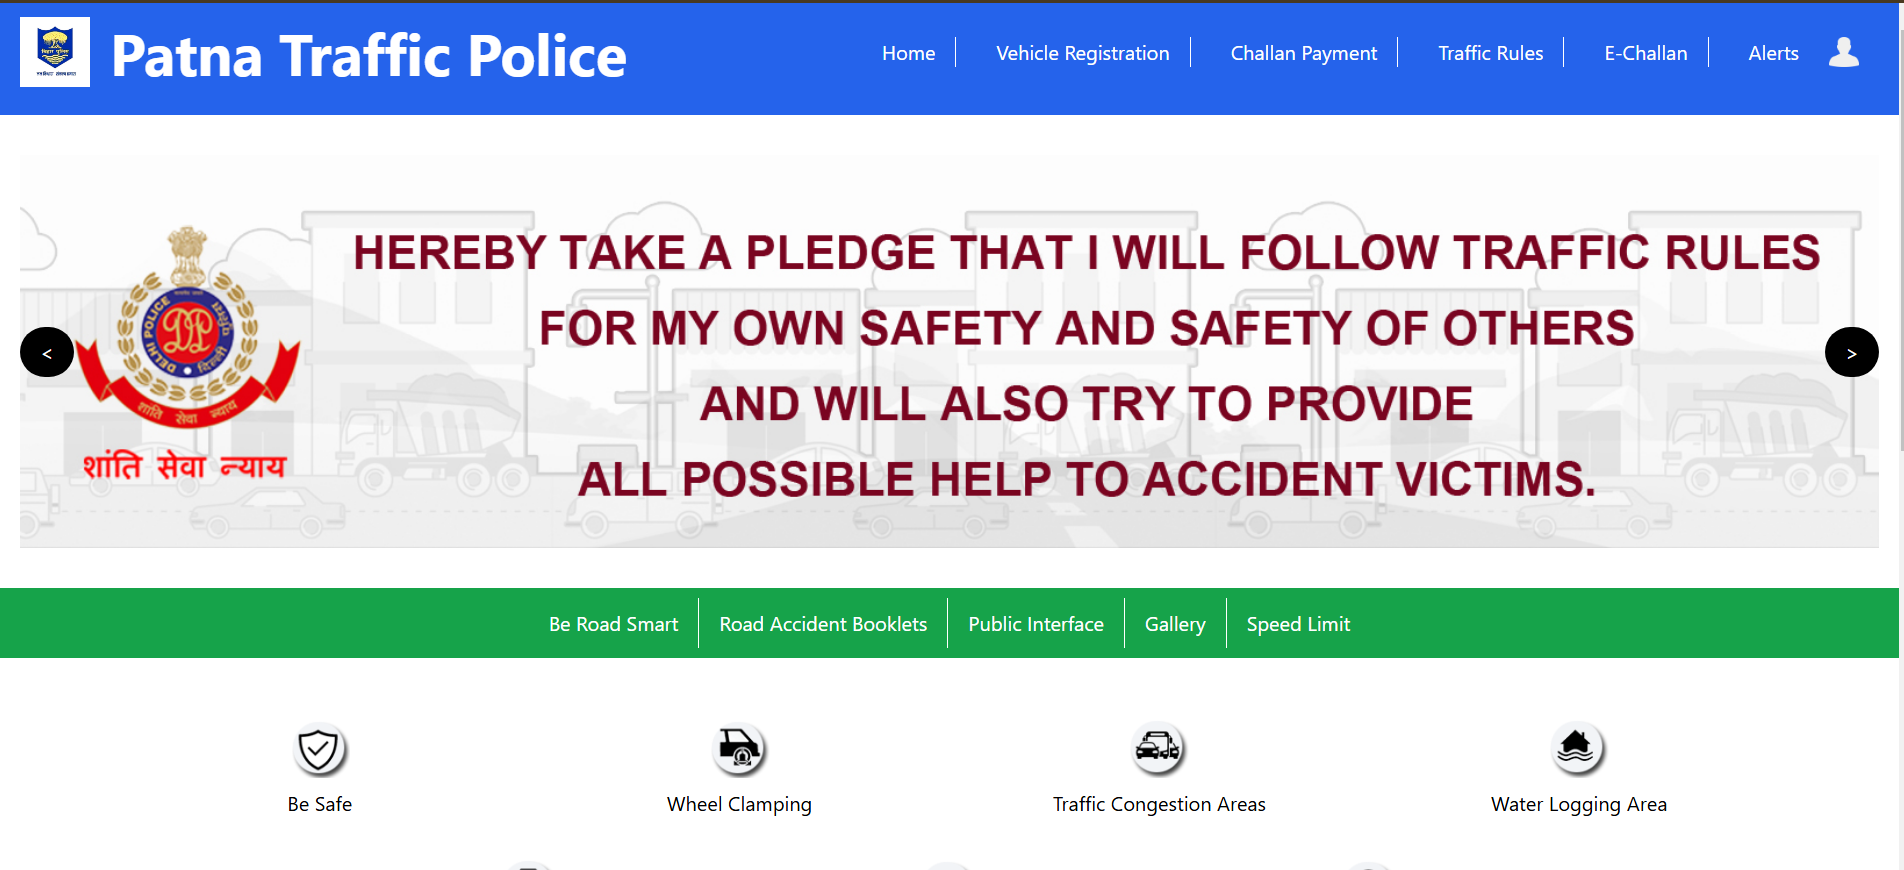 बिहार पुलिस
Patna Traffic Police
Home
Vehicle Registration
Challan Payment
Traffic Rules
E-Challan
Alerts
HEREBY TAKE A PLEDGE THAT I WILL FOLLOW TRAFFIC RULES
FOR MY OWN SAFETY AND SAFETY OF OTHERS
AND WILL ALSO TRY TO PROVIDE
ALL POSSIBLE HELP TO ACCIDENT VICTIMS.
DELHI POLICE
DP
दिल्ली
शांति सेवा न्याय
शांति सेवा न्याय
<
>
Be Road Smart
Road Accident Booklets
Public Interface
Gallery
Speed Limit
Be Safe
Wheel Clamping
Traffic Congestion Areas
Water Logging Area